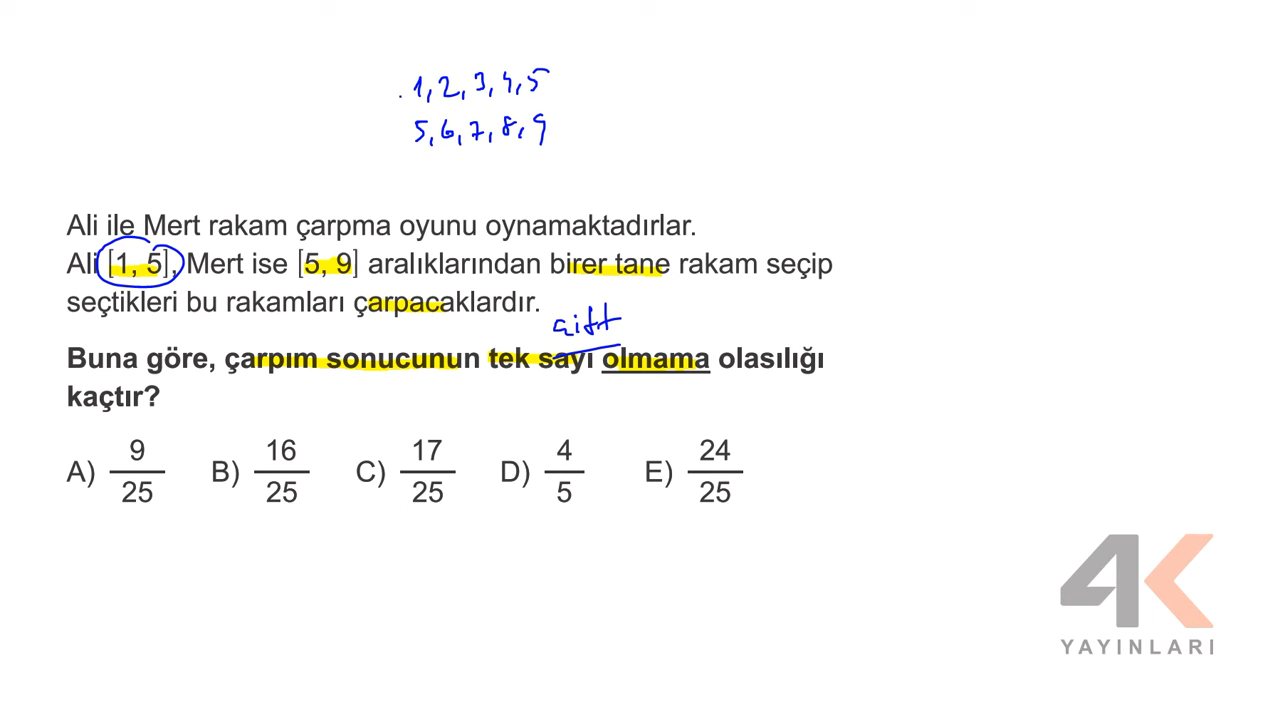 1, 2, 3, 4, 5
5, 6, 7, 8, 9
Ali ile Mert rakam çarpma oyunu oynamaktadırlar.
Ali [1, 5], Mert ise [5, 9] aralıklarından birer tane rakam seçip
seçtikleri bu rakamları çarpacaklardır.
çift
Buna göre, çarpım sonucunun tek sayı olmama olasılığı
kaçtır?
A) 9/25 B) 16/25 C) 17/25 D) 4/5 E) 24/25
4K
YAYINLARI